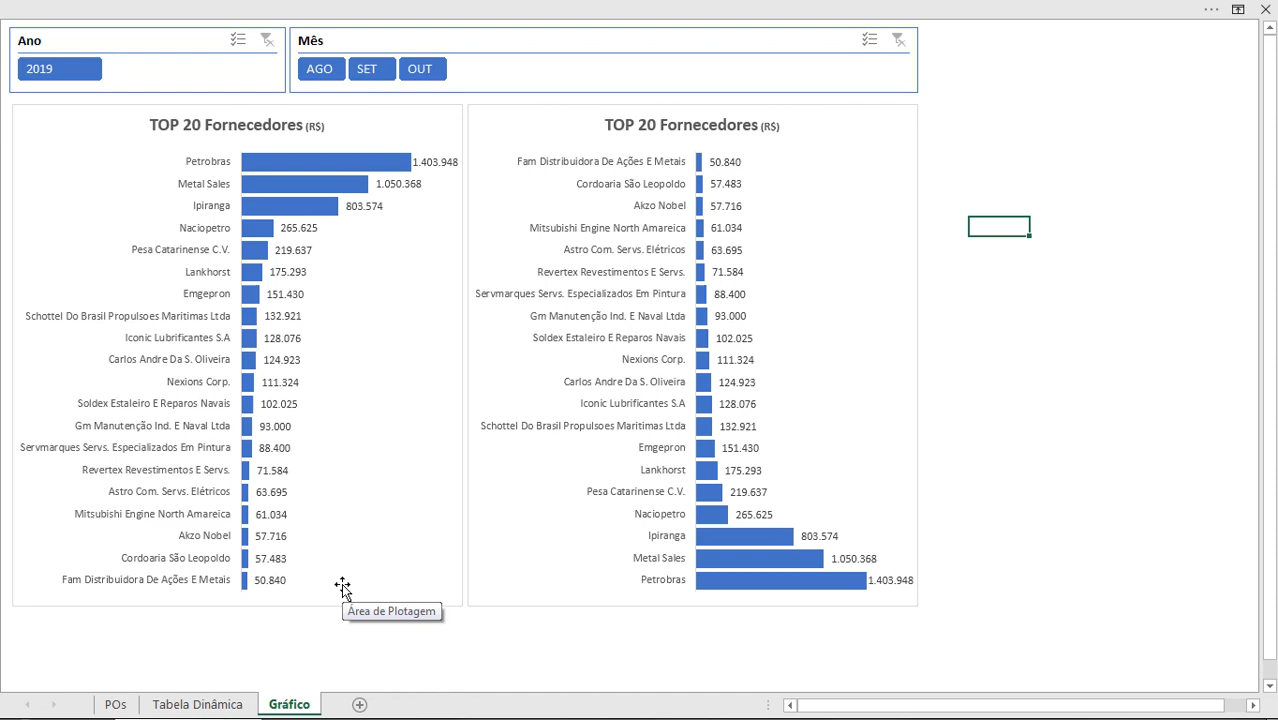 Ano
2019
Mês
AGO SET OUT
TOP 20 Fornecedores (R$)
Petrobras 1.403.948
Metal Sales 1.050.368
Ipiranga 803.574
Naciopetro 265.625
Pesa Catarinense C.V. 219.637
Lankhorst 175.293
Emgepron 151.430
Schottel Do Brasil Propulsoes Maritimas Ltda 132.921
Iconic Lubrificantes S.A 128.076
Carlos Andre Da S. Oliveira 124.923
Nexions Corp. 111.324
Soldex Estaleiro E Reparos Navais 102.025
Gm Manutenção Ind. E Naval Ltda 93.000
Servmarques Servs. Especializados Em Pintura 88.400
Revertex Revestimentos E Servs. 71.584
Astro Com. Servs. Elétricos 63.695
Mitsubishi Engine North Amareica 61.034
Akzo Nobel 57.716
Cordoaria São Leopoldo 57.483
Fam Distribuidora De Ações E Metais 50.840
Área de Plotagem
TOP 20 Fornecedores (R$)
Fam Distribuidora De Ações E Metais 50.840
Cordoaria São Leopoldo 57.483
Akzo Nobel 57.716
Mitsubishi Engine North Amareica 61.034
Astro Com. Servs. Elétricos 63.695
Revertex Revestimentos E Servs. 71.584
Servmarques Servs. Especializados Em Pintura 88.400
Gm Manutenção Ind. E Naval Ltda 93.000
Soldex Estaleiro E Reparos Navais 102.025
Nexions Corp. 111.324
Carlos Andre Da S. Oliveira 124.923
Iconic Lubrificantes S.A 128.076
Schottel Do Brasil Propulsoes Maritimas Ltda 132.921
Emgepron 151.430
Lankhorst 175.293
Pesa Catarinense C.V. 219.637
Naciopetro 265.625
Ipiranga 803.574
Metal Sales 1.050.368
Petrobras 1.403.948
POs Tabela Dinâmica Gráfico